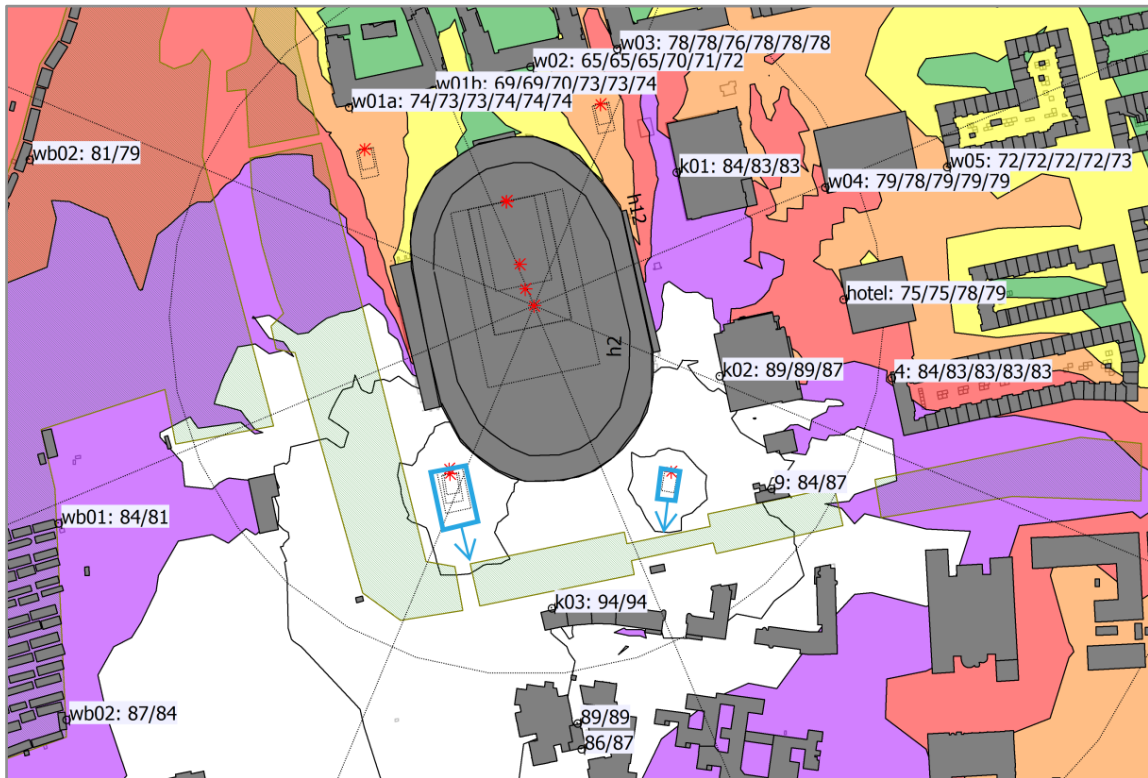 w03: 78/78/76/78/78/78
w02: 65/65/65/70/71/72
w01b: 69/69/70/73/73/74
w01a: 74/73/73/74/74/74
wb02: 81/79
k01: 84/83/83
w05: 72/72/72/72/73
w04: 79/78/79/79/79
h12
hotel: 75/75/78/79
h2
k02: 89/89/87
4: 84/83/83/83/83
9: 84/87
wb01: 84/81
k03: 94/94
wb02: 87/84
89/89
86/87